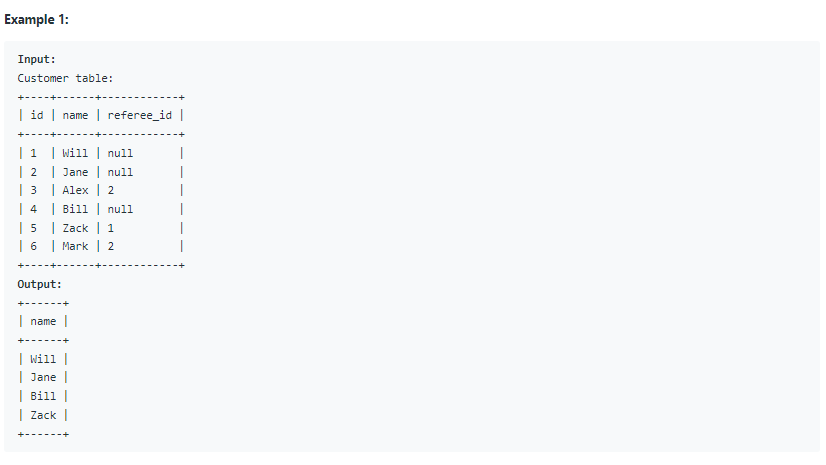 Example 1:
Input:
Customer table:
+----+------+------------+
| id | name | referee_id |
+----+------+------------+
| 1  | Will | null       |
| 2  | Jane | null       |
| 3  | Alex | 2          |
| 4  | Bill | null       |
| 5  | Zack | 1          |
| 6  | Mark | 2          |
+----+------+------------+
Output:
+------+
| name |
+------+
| Will |
| Jane |
| Bill |
| Zack |
+------+